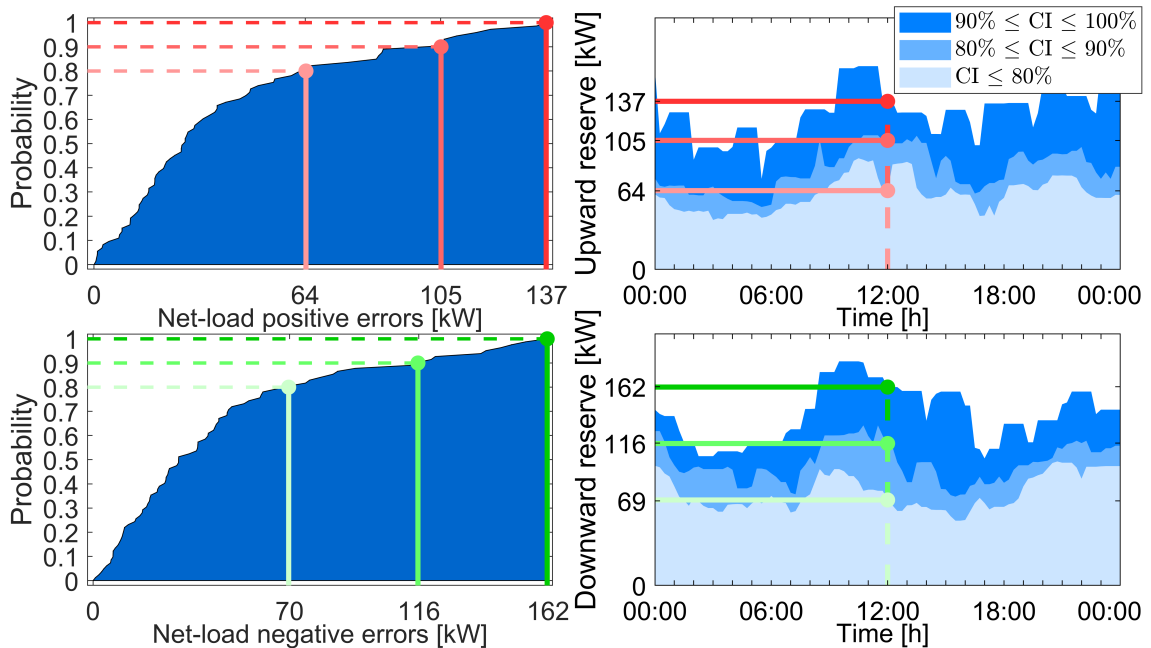 Probability
1
0.9
0.8
0.7
0.6
0.5
0.4
0.3
0.2
0.1
0
0 64 105 137
Net-load positive errors [kW]
Upward reserve [kW]
137
105
64
0
00:00 06:00 12:00 18:00 00:00
Time [h]
90% ≤ CI ≤ 100%
80% ≤ CI ≤ 90%
CI ≤ 80%
Probability
1
0.9
0.8
0.7
0.6
0.5
0.4
0.3
0.2
0.1
0
0 70 116 162
Net-load negative errors [kW]
Downward reserve [kW]
162
116
69
0
00:00 06:00 12:00 18:00 00:00
Time [h]